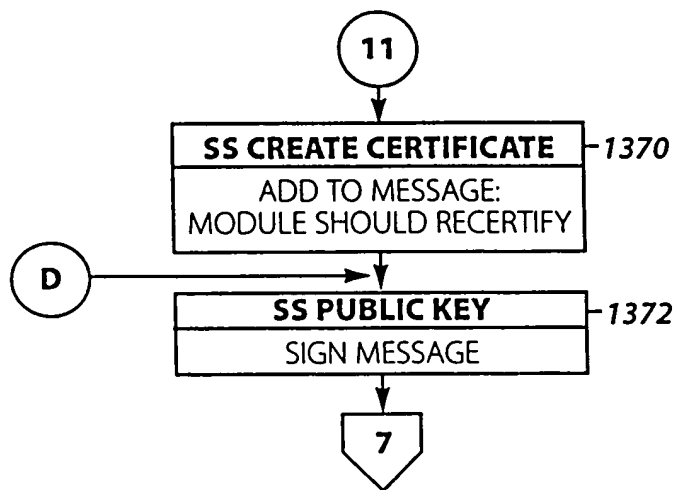 11
SS CREATE CERTIFICATE
1370
ADD TO MESSAGE:
MODULE SHOULD RECERTIFY
D
SS PUBLIC KEY
1372
SIGN MESSAGE
7